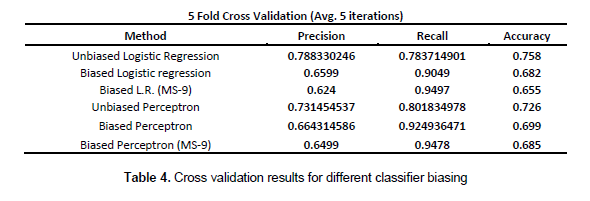 5 Fold Cross Validation (Avg. 5 iterations)
Method Precision Recall Accuracy
Unbiased Logistic Regression 0.788330246 0.783714901 0.758
Biased Logistic regression 0.6599 0.9049 0.682
Biased L.R. (MS-9) 0.624 0.9497 0.655
Unbiased Perceptron 0.731454537 0.801834978 0.726
Biased Perceptron 0.664314586 0.924936471 0.699
Biased Perceptron (MS-9) 0.6499 0.9478 0.685
Table 4. Cross validation results for different classifier biasing